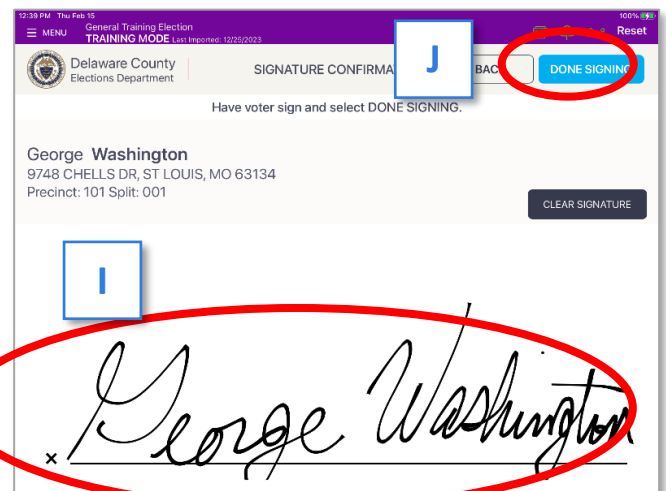 12:39 PM Thu Feb 15
100%
MENU
General Training Election
TRAINING MODE Last Imported: 12/25/2023
Reset
Delaware County
Elections Department
SIGNATURE CONFIRMA
J
BAC
DONE SIGNING
Have voter sign and select DONE SIGNING.
George Washington
9748 CHELLS DR, ST LOUIS, MO 63134
Precinct: 101 Split: 001
CLEAR SIGNATURE
I
× George Washington